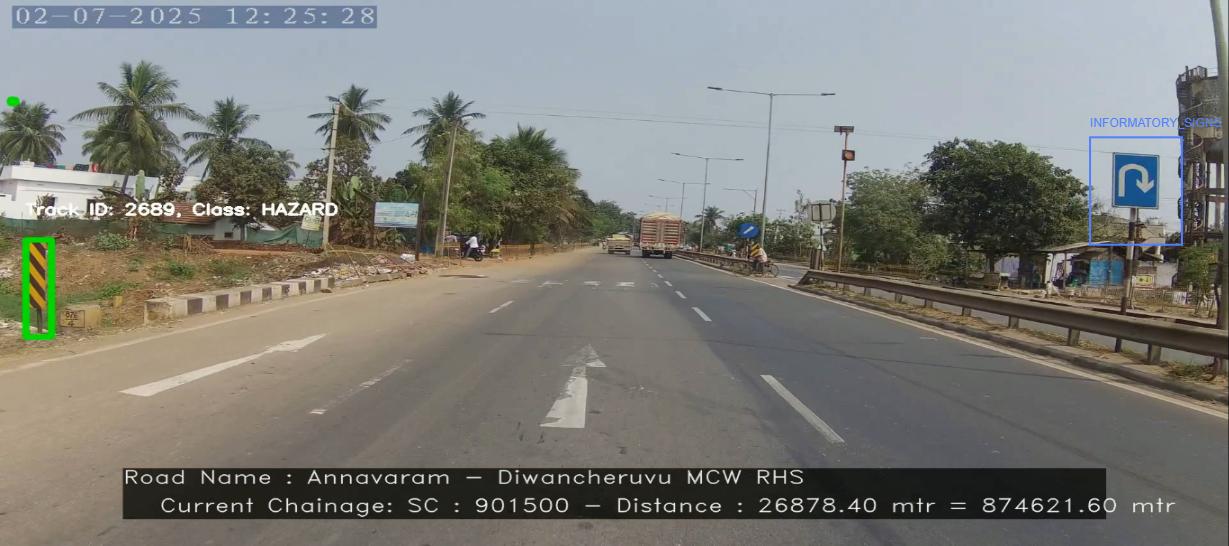 02-07-2025 12:25:28
INFORMATORY_SIGNS
Track ID: 2689, Class: HAZARD
Road Name : Annavaram - Diwancheruvu MCW RHS
Current Chainage: SC : 901500 - Distance : 26878.40 mtr = 874621.60 mtr